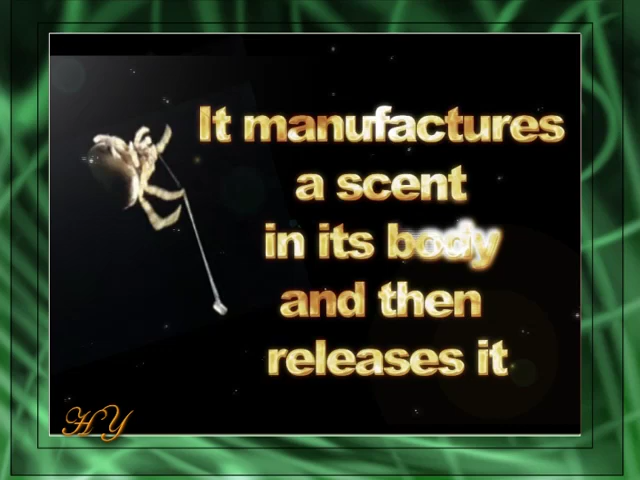 It manufactures
a scent
in its body
and then
releases it
HY